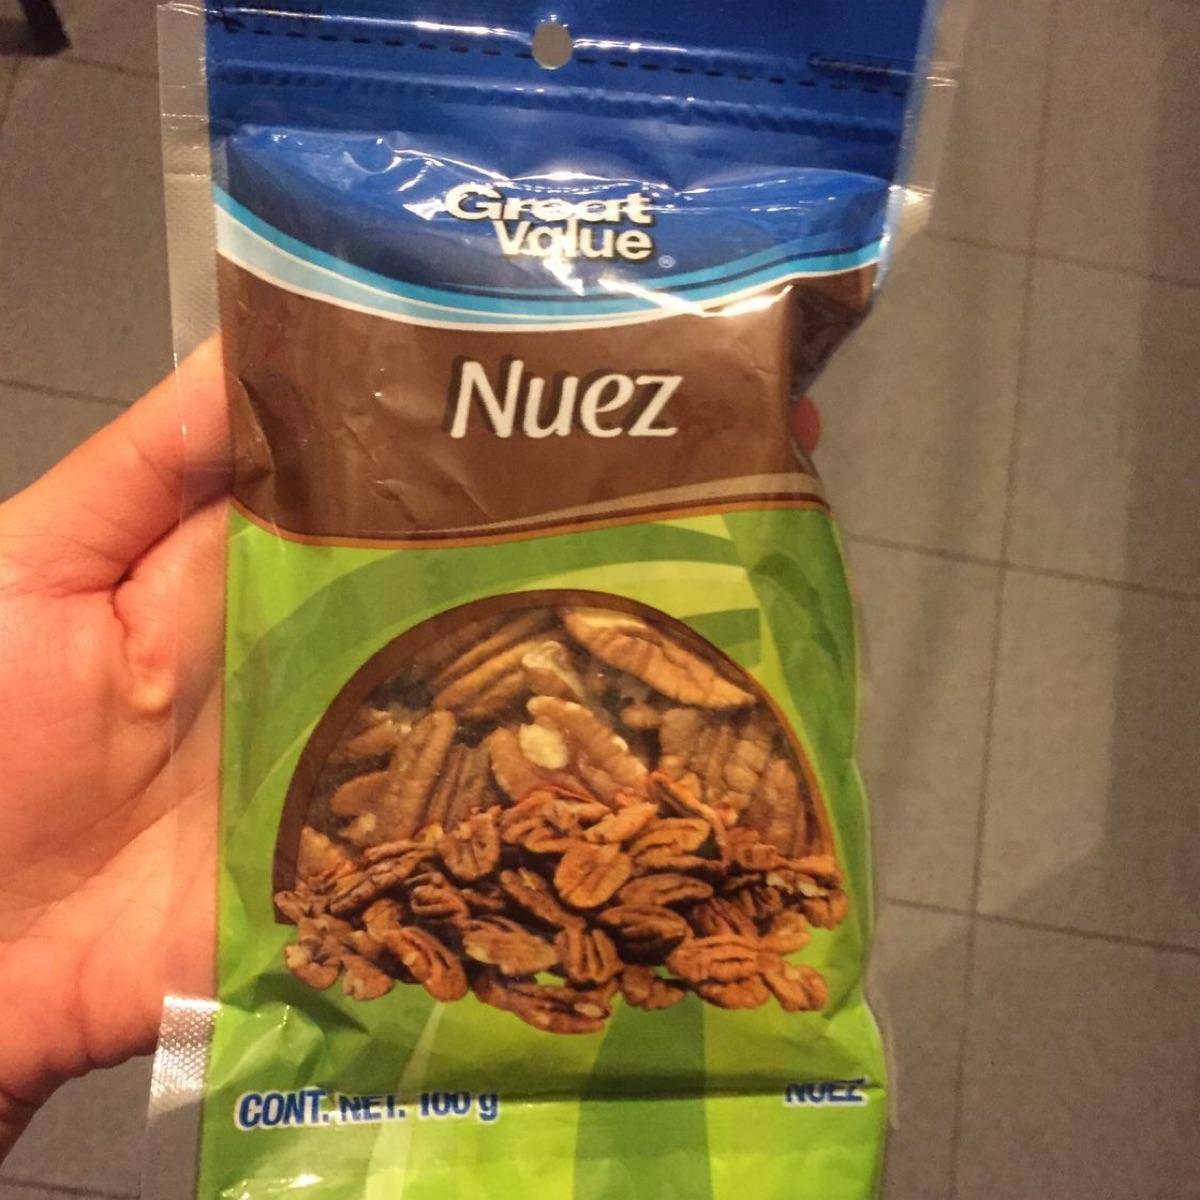 Great
Value®
Nuez
CONT. NET. 100 g
NUEZ